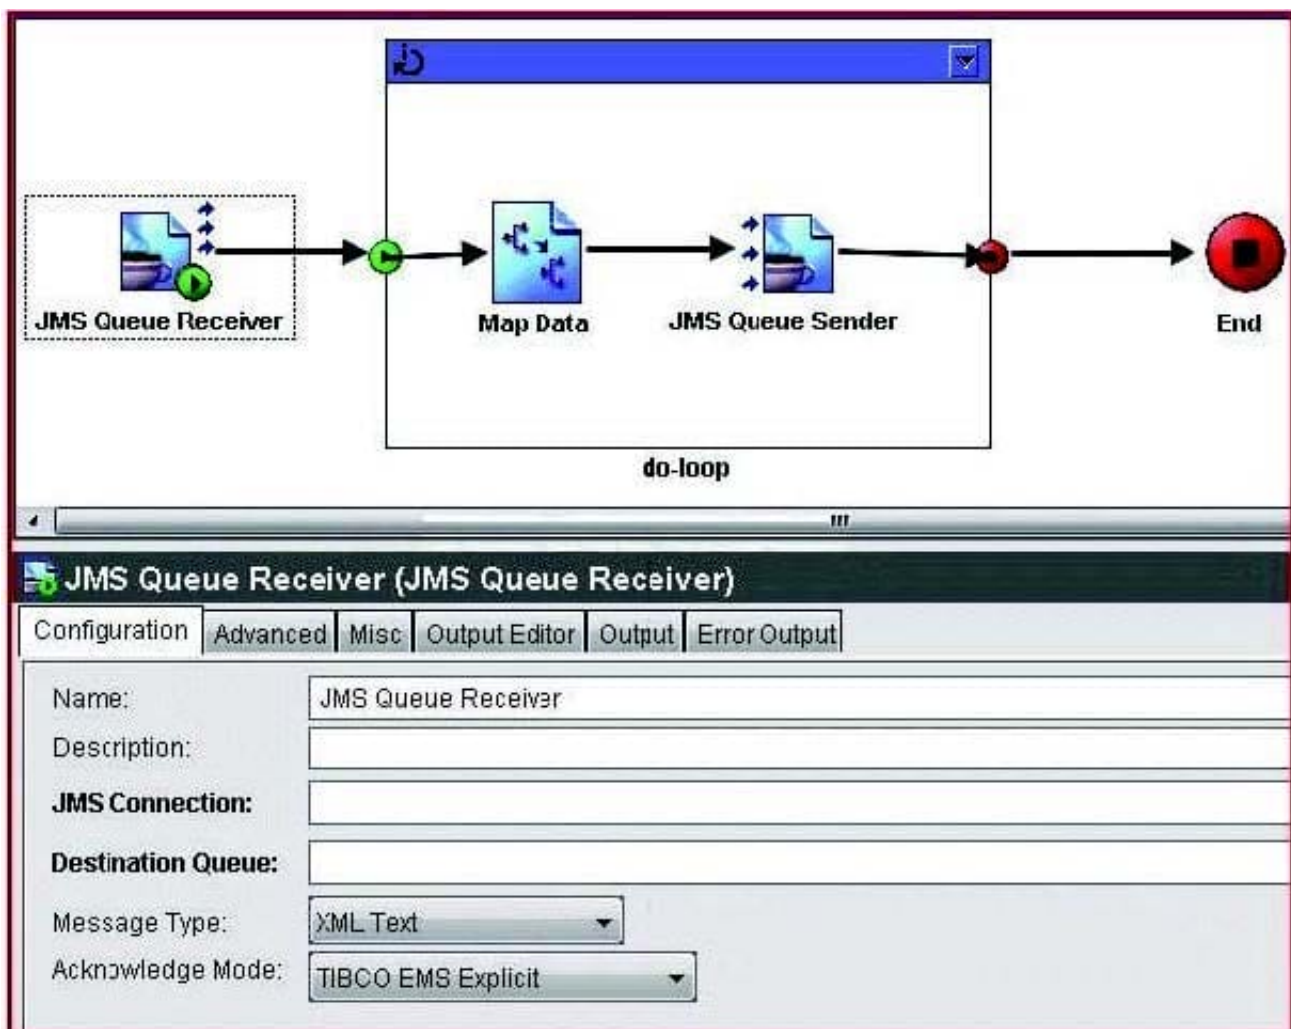 JMS Queue Receiver
Map Data
JMS Queue Sender
End
do-loop
JMS Queue Receiver (JMS Queue Receiver)
Configuration Advanced Misc Output Editor Output Error Output
Name: JMS Queue Receiver
Description:
JMS Connection:
Destination Queue:
Message Type: XML Text
Acknowledge Mode: TIBCO EMS Explicit